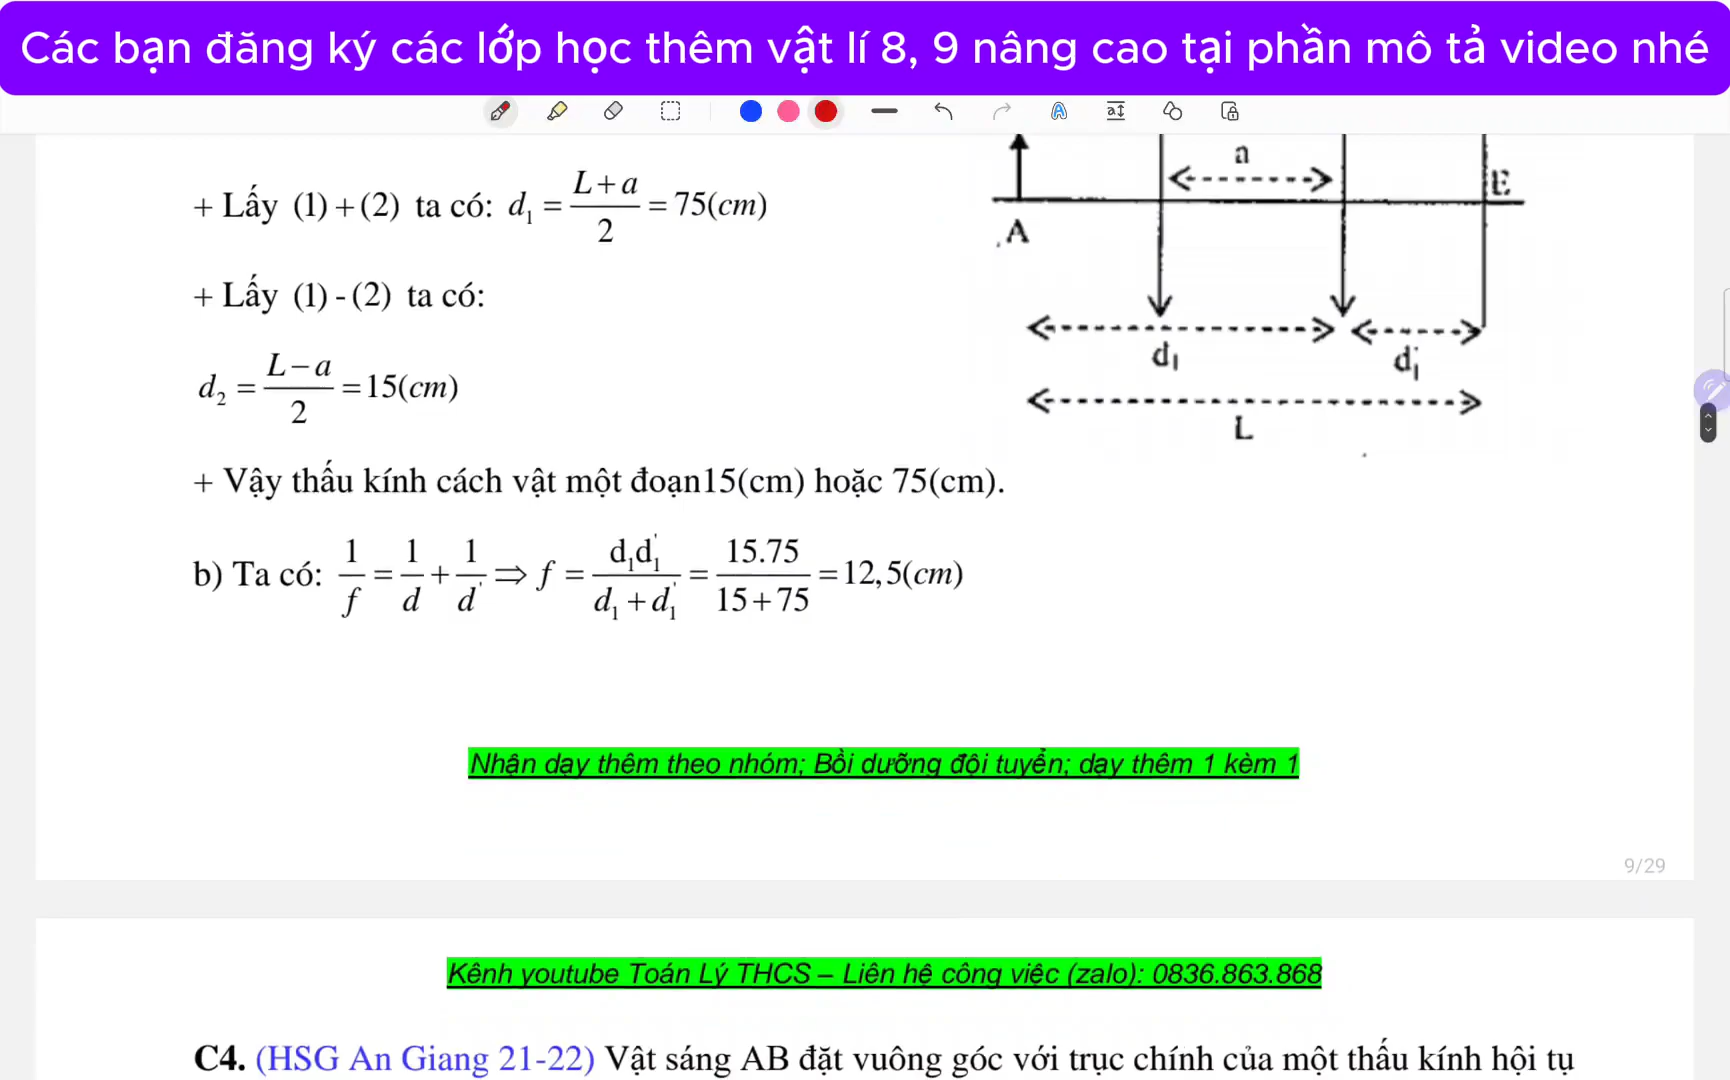 Các bạn đăng ký các lớp học thêm vật lí 8, 9 nâng cao tại phần mô tả video nhé
+ Lấy (1)+(2) ta có: d₁ = (L+a)/2 = 75(cm)
a
E
A
+ Lấy (1)-(2) ta có:
d₁ d₁'
d₂ = (L−a)/2 = 15(cm)
L
+ Vậy thấu kính cách vật một đoạn15(cm) hoặc 75(cm).
b) Ta có: 1/f = 1/d + 1/d' ⇒ f = d₁d₁'/(d₁+d₁') = 15.75/(15+75) = 12,5(cm)
Nhận dạy thêm theo nhóm; Bồi dưỡng đội tuyển; dạy thêm 1 kèm 1
9/29
Kênh youtube Toán Lý THCS – Liên hệ công việc (zalo): 0836.863.868
C4. (HSG An Giang 21-22) Vật sáng AB đặt vuông góc với trục chính của một thấu kính hội tụ